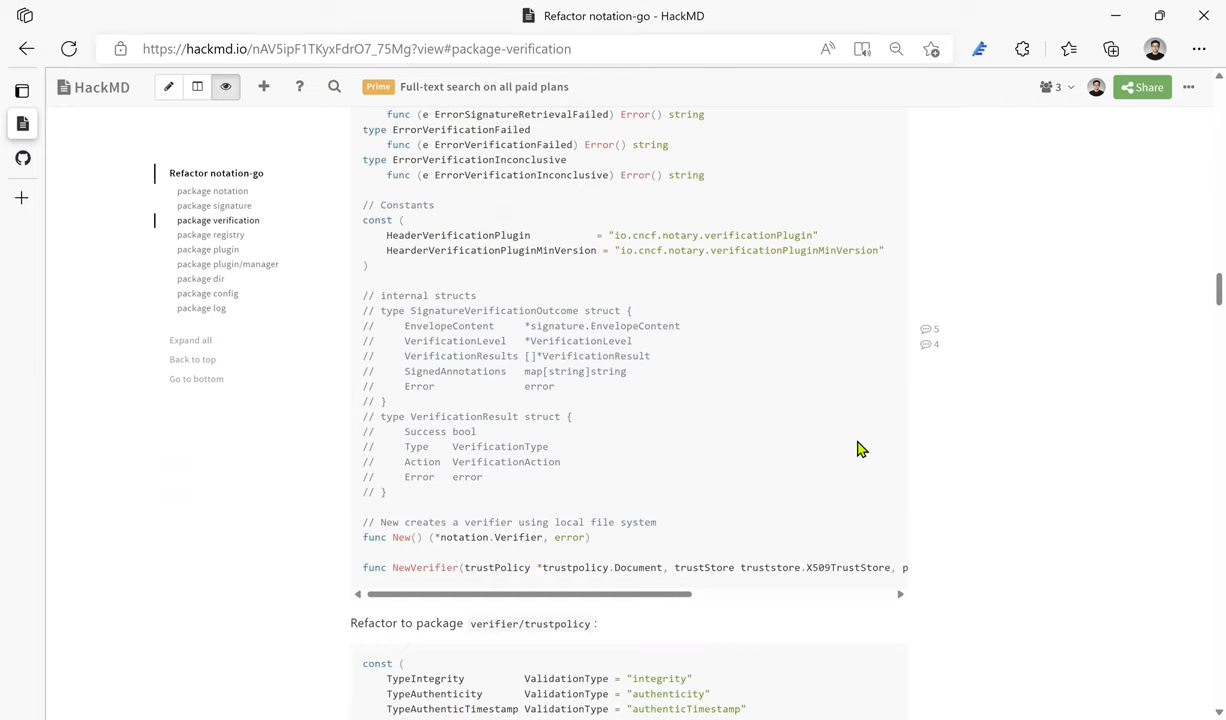 Refactor notation-go - HackMD
https://hackmd.io/nAV5ipF1TKyxFdrO7_75Mg?view#package-verification
HackMD
Prime Full-text search on all paid plans
3
Share
Refactor notation-go
package notation
package signature
package verification
package registry
package plugin
package plugin/manager
package dir
package config
package log
Expand all
Back to top
Go to bottom
func (e ErrorSignatureRetrievalFailed) Error() string
type ErrorVerificationFailed
func (e ErrorVerificationFailed) Error() string
type ErrorVerificationInconclusive
func (e ErrorVerificationInconclusive) Error() string
// Constants
const (
HeaderVerificationPlugin = "io.cncf.notary.verificationPlugin"
HearderVerificationPluginMinVersion = "io.cncf.notary.verificationPluginMinVersion"
)
// internal structs
// type SignatureVerificationOutcome struct {
// EnvelopeContent *signature.EnvelopeContent
// VerificationLevel *VerificationLevel
// VerificationResults []*VerificationResult
// SignedAnnotations map[string]string
// Error error
// }
// type VerificationResult struct {
// Success bool
// Type VerificationType
// Action VerificationAction
// Error error
// }
// New creates a verifier using local file system
func New() (*notation.Verifier, error)
func NewVerifier(trustPolicy *trustpolicy.Document, trustStore truststore.X509TrustStore, p
5
4
Refactor to package verifier/trustpolicy:
const (
TypeIntegrity ValidationType = "integrity"
TypeAuthenticity ValidationType = "authenticity"
TypeAuthenticTimestamp ValidationType = "authenticTimestamp"